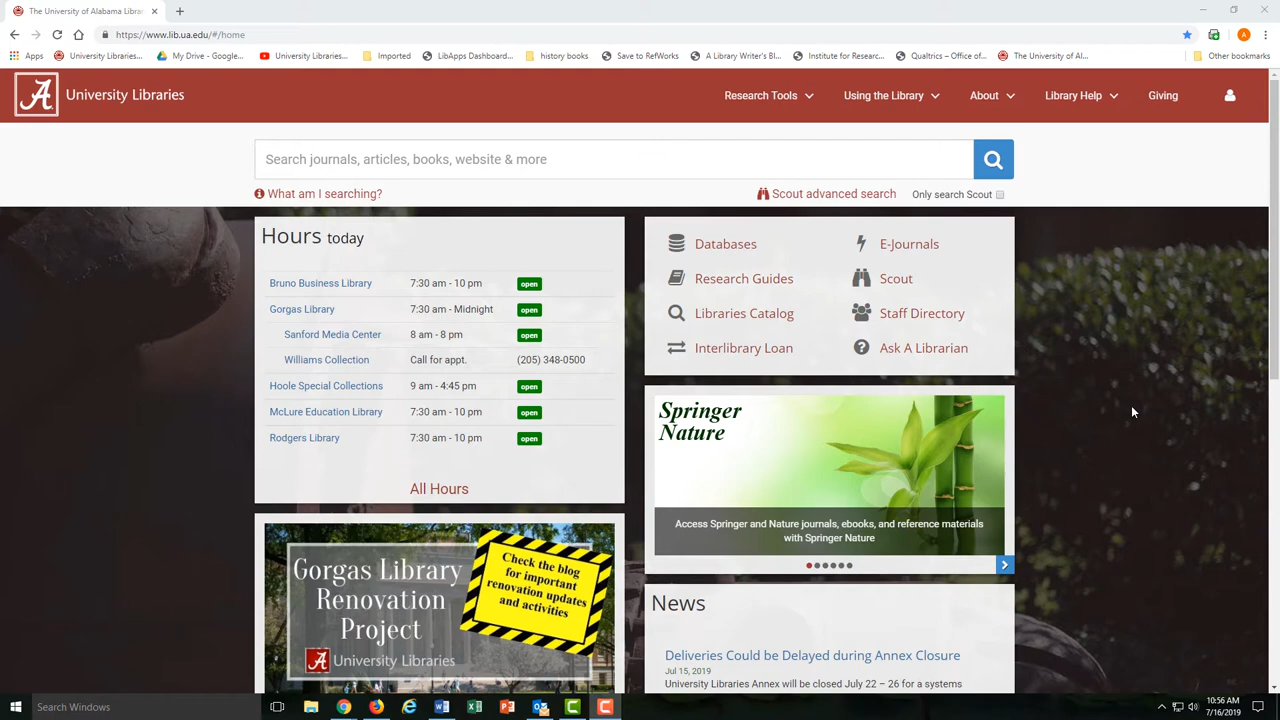 The University of Alabama Libra
https://www.lib.ua.edu/#/home
Apps University Libraries... My Drive - Google... University Libraries... Imported LibApps Dashboard... history books Save to RefWorks A Library Writer's Bl... Institute for Researc... Qualtrics – Office of... The University of Al... Other bookmarks
A University Libraries Research Tools Using the Library About Library Help Giving
Search journals, articles, books, website & more
What am I searching? Scout advanced search Only search Scout
Hours today
Bruno Business Library 7:30 am - 10 pm open
Gorgas Library 7:30 am - Midnight open
Sanford Media Center 8 am - 8 pm open
Williams Collection Call for appt. (205) 348-0500
Hoole Special Collections 9 am - 4:45 pm open
McLure Education Library 7:30 am - 10 pm open
Rodgers Library 7:30 am - 10 pm open
All Hours
Databases E-Journals
Research Guides Scout
Libraries Catalog Staff Directory
Interlibrary Loan Ask A Librarian
Springer
Nature
Access Springer and Nature journals, ebooks, and reference materials
with Springer Nature
Gorgas Library
Renovation
Project
A University Libraries
Check the blog
for important
renovation updates
and activities
News
Deliveries Could be Delayed during Annex Closure
Jul 15, 2019
University Libraries Annex will be closed July 22 – 26 for a systems
Search Windows
10:56 AM
7/16/2019